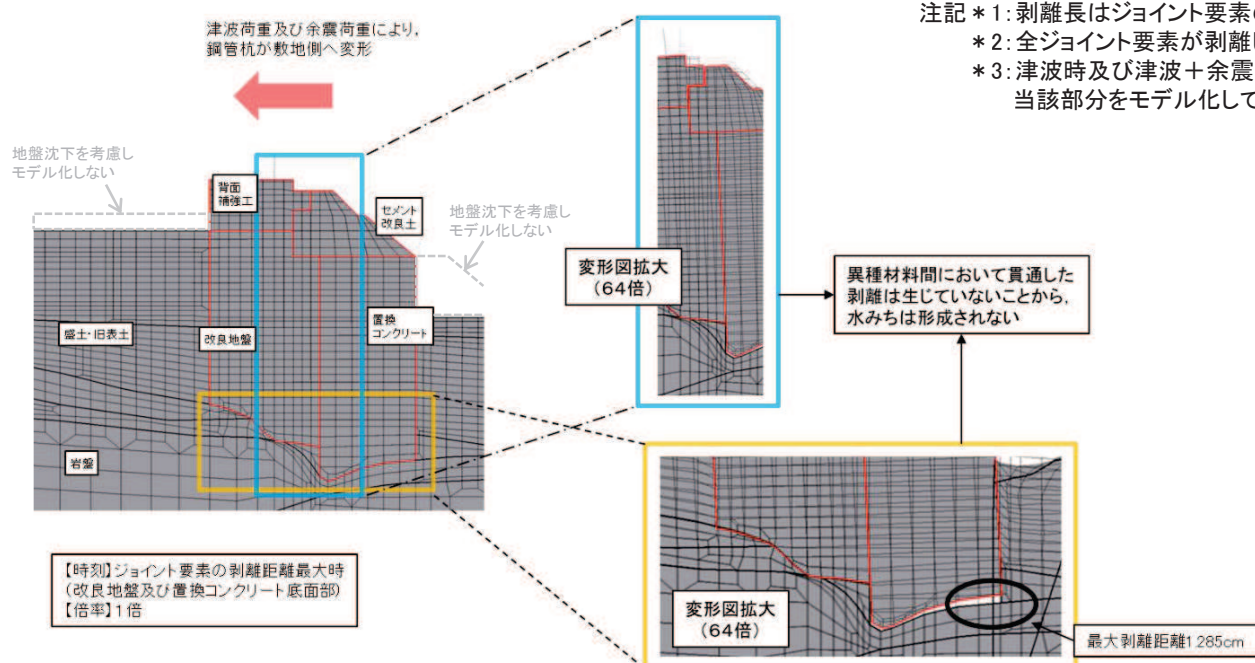 注記＊1：剥離長はジョイント要素の
＊2：全ジョイント要素が剥離し
＊3：津波時及び津波＋余震
当該部分をモデル化して
津波荷重及び余震荷重により，
鋼管杭が敷地側へ変形
地盤沈下を考慮し
モデル化しない
背面
補強工
セメント
改良土
地盤沈下を考慮し
モデル化しない
盛土・旧表土
改良地盤
置換
コンクリート
岩盤
変形図拡大
（64倍）
異種材料間において貫通した
剥離は生じていないことから，
水みちは形成されない
【時刻】ジョイント要素の剥離距離最大時
（改良地盤及び置換コンクリート底面部）
【倍率】1倍
変形図拡大
（64倍）
最大剥離距離1.285cm